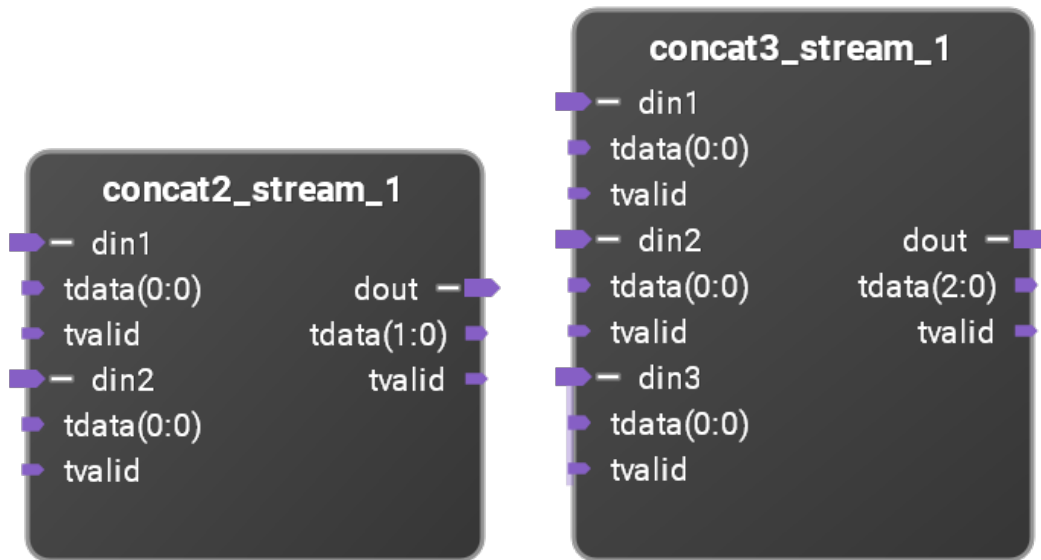 concat2_stream_1
din1
tdata(0:0)
tvalid
din2
tdata(0:0)
tvalid
dout
tdata(1:0)
tvalid
concat3_stream_1
din1
tdata(0:0)
tvalid
din2
tdata(0:0)
tvalid
din3
tdata(0:0)
tvalid
dout
tdata(2:0)
tvalid